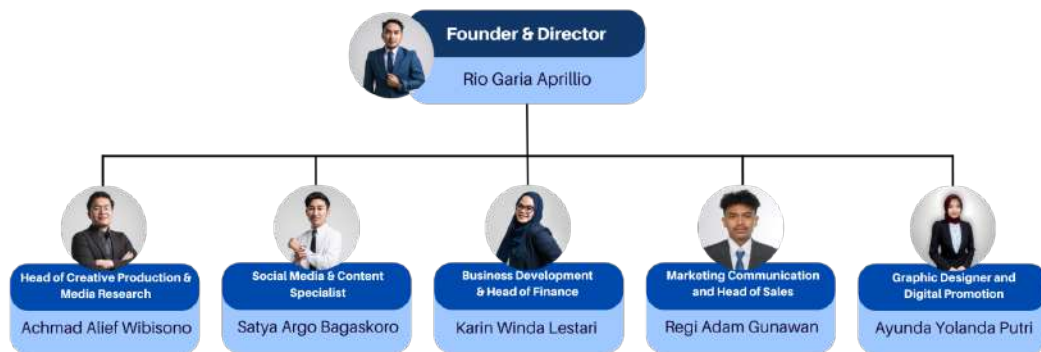 Founder & Director
Rio Garia Aprillio
Head of Creative Production &
Media Research
Achmad Alief Wibisono
Social Media & Content
Specialist
Satya Argo Bagaskoro
Business Development
& Head of Finance
Karin Winda Lestari
Marketing Communication
and Head of Sales
Regi Adam Gunawan
Graphic Designer and
Digital Promotion
Ayunda Yolanda Putri